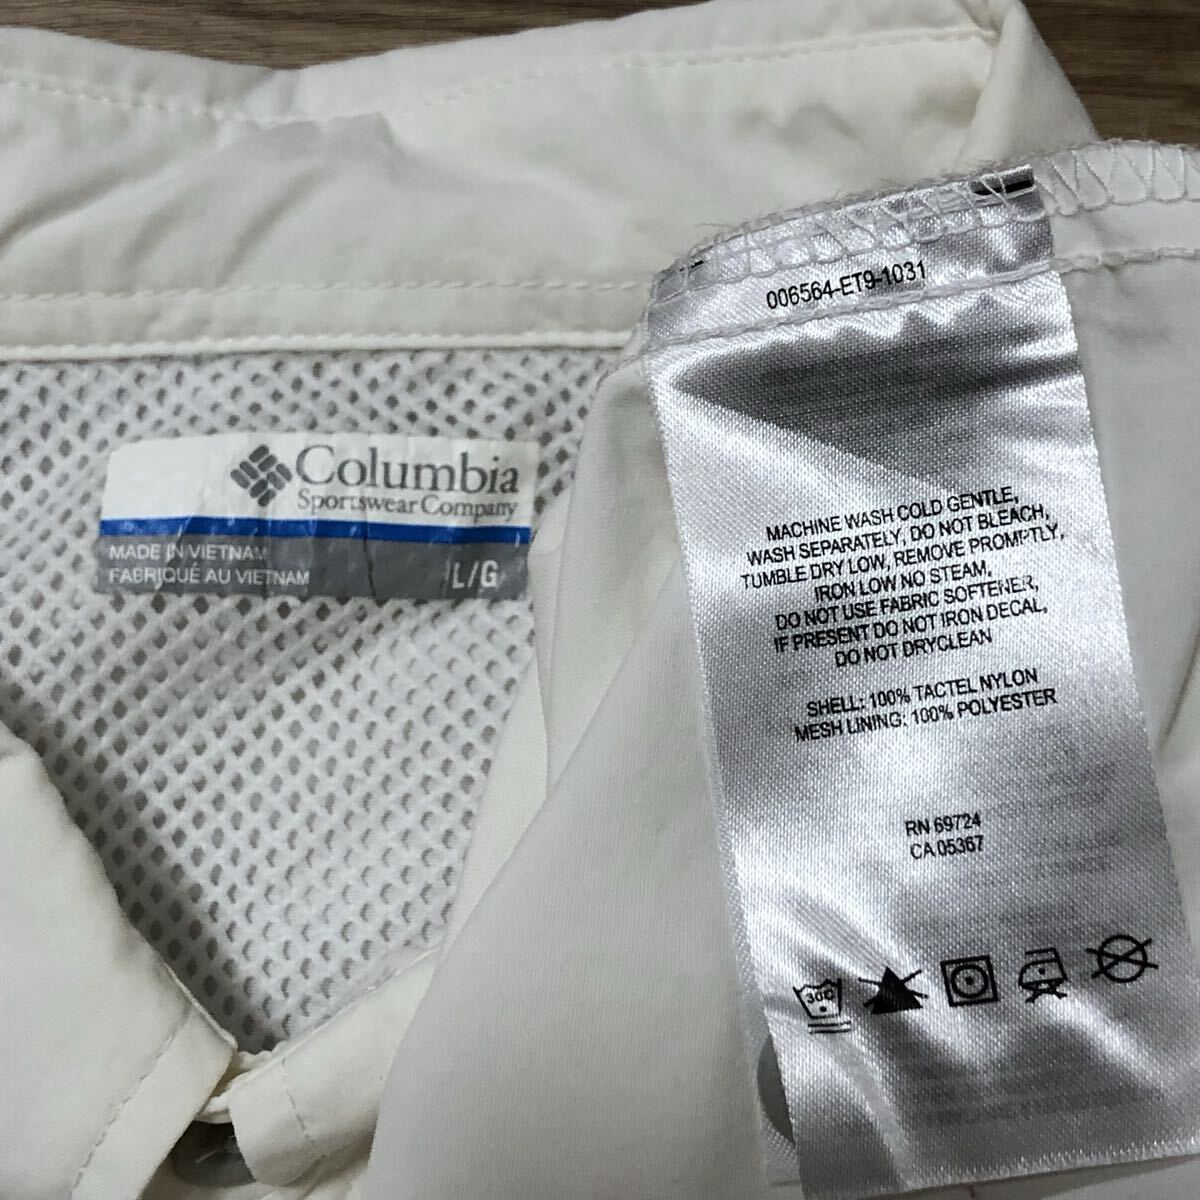 Columbia
Sportswear Company
MADE IN VIETNAM
FABRIQUÉ AU VIETNAM
L/G
006564-ET9-1031
MACHINE WASH COLD GENTLE,
WASH SEPARATELY, DO NOT BLEACH,
TUMBLE DRY LOW, REMOVE PROMPTLY,
IRON LOW NO STEAM,
DO NOT USE FABRIC SOFTENER,
IF PRESENT DO NOT IRON DECAL,
DO NOT DRYCLEAN
SHELL: 100% TACTEL NYLON
MESH LINING: 100% POLYESTER
RN 69724
CA 05367
30C